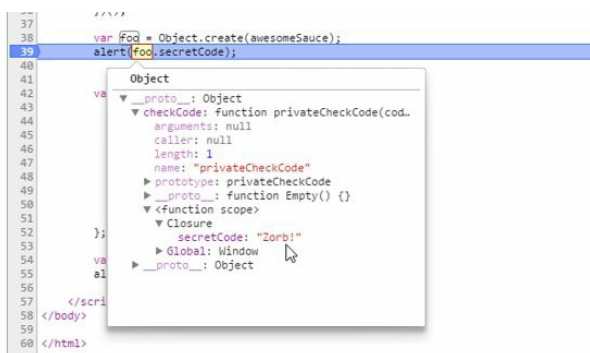 37
38 var foo = Object.create(awesomeSauce);
39 alert(foo.secretCode);
40
41 Object
42 va
▼ __proto__: Object
43 ▼ checkCode: function privateCheckCode(cod…
44 arguments: null
45 caller: null
46 length: 1
47 name: "privateCheckCode"
48 ▶ prototype: privateCheckCode
49 ▶ __proto__: function Empty() {}
50 ▼ <function scope>
51 ▼ Closure
52 }; secretCode: "Zorb!"
53 ▶ Global: Window
54 va ▶ __proto__: Object
55 al
56
57 </scri
58 </body>
59
60 </html>